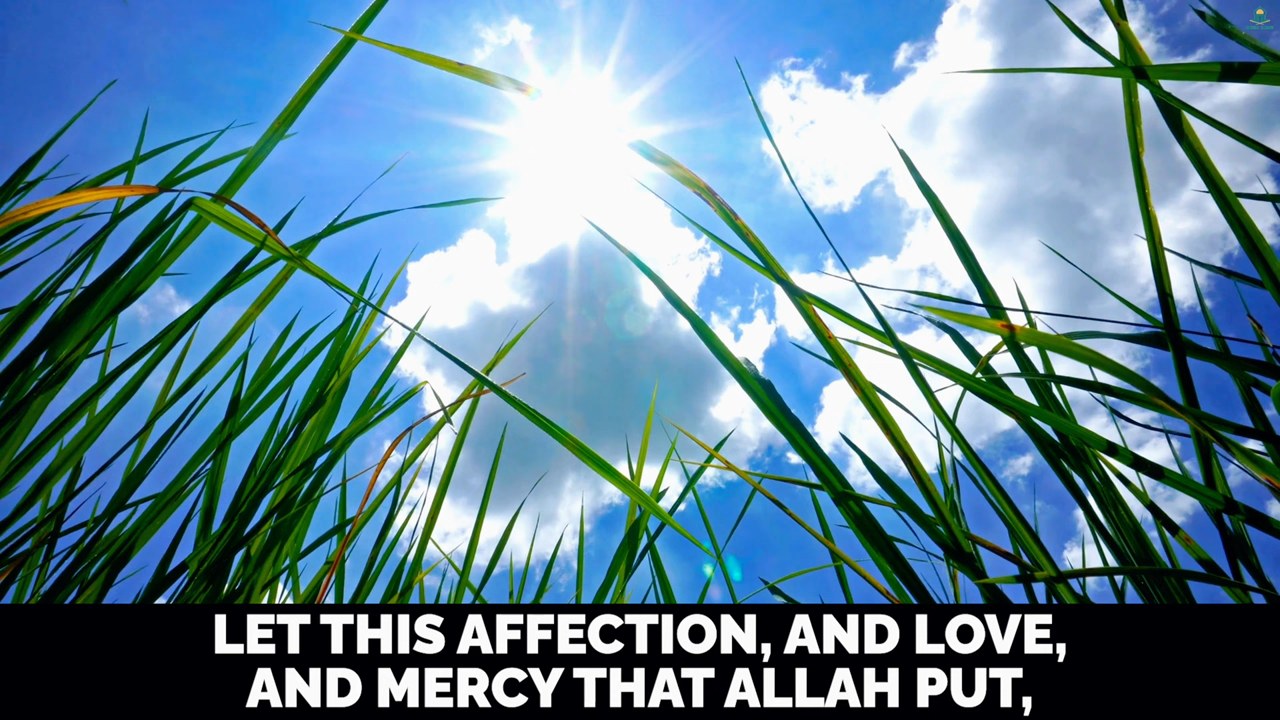 LET THIS AFFECTION, AND LOVE,
AND MERCY THAT ALLAH PUT,